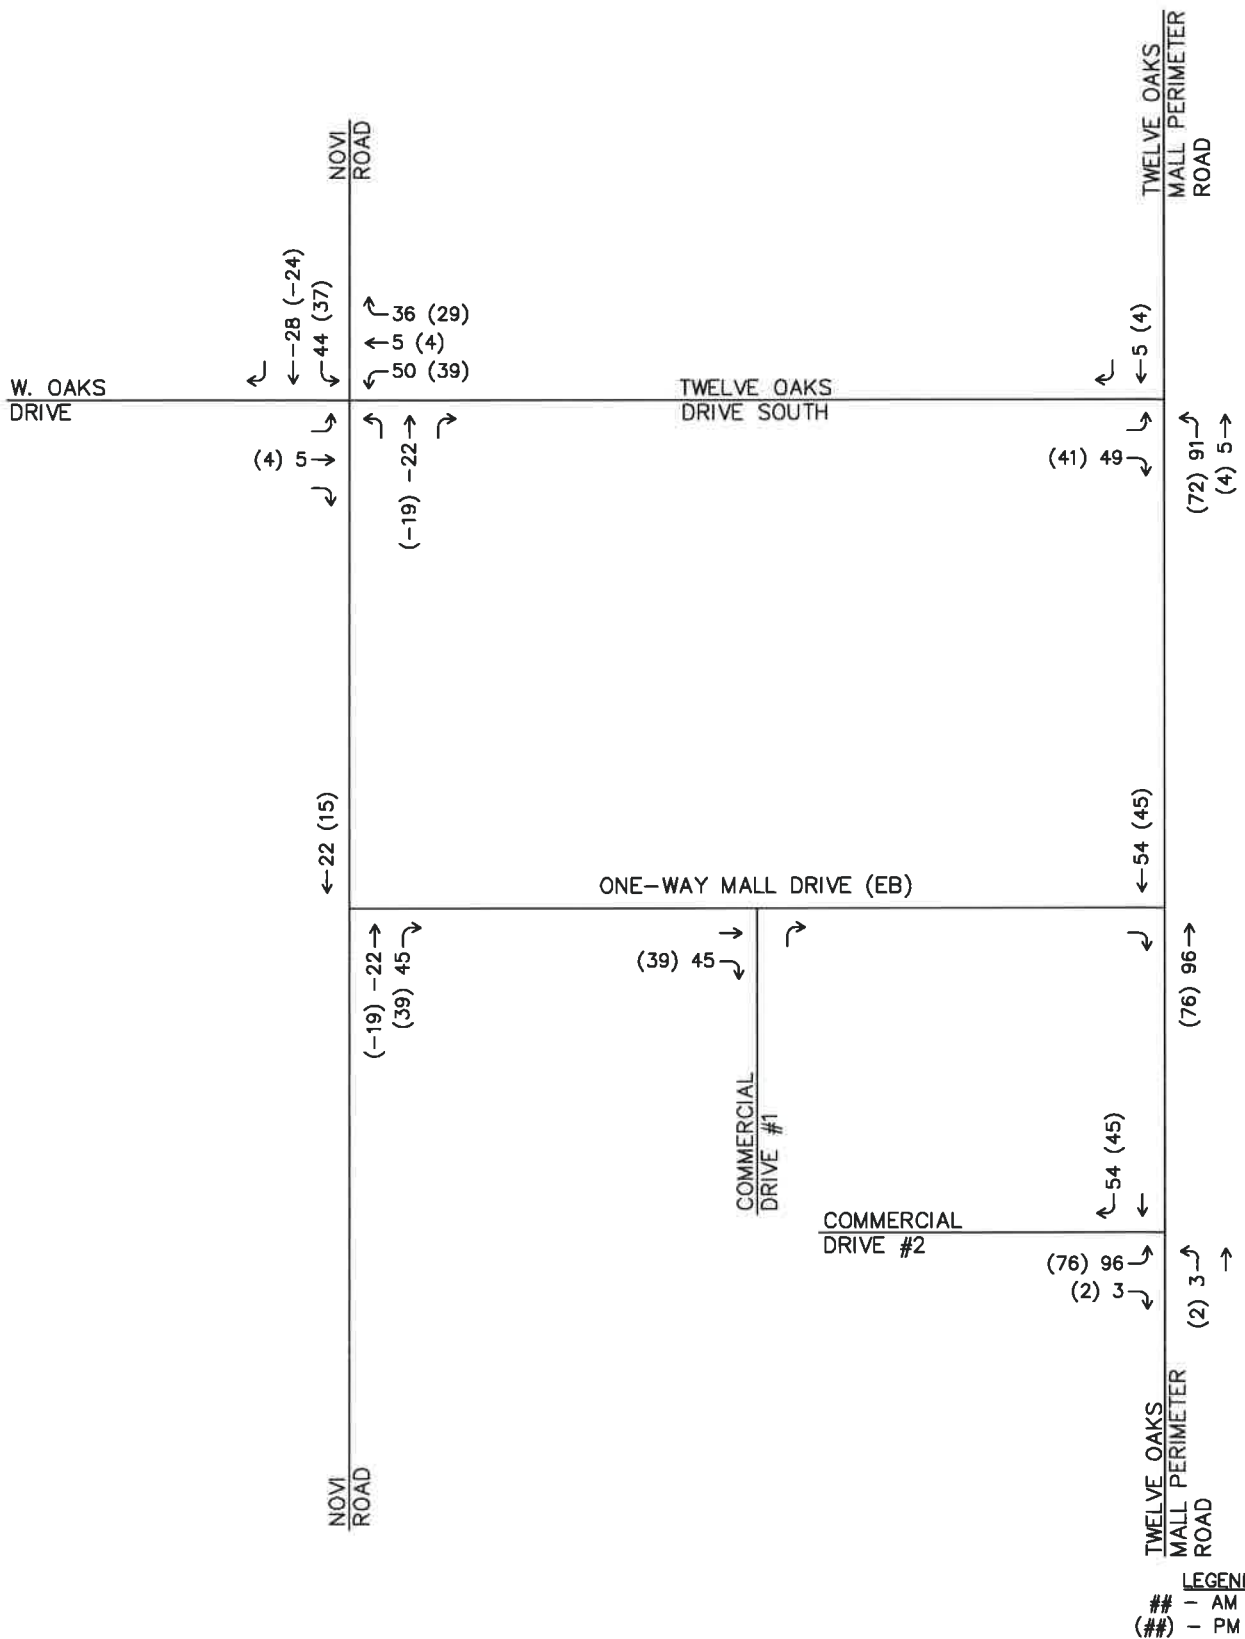 TWELVE OAKS
MALL PERIMETER
ROAD
NOVI
ROAD
-28 (-24)
44 (37)
36 (29)
5 (4)
50 (39)
5 (4)
W. OAKS
DRIVE
TWELVE OAKS
DRIVE SOUTH
(4) 5
(-19) -22
(41) 49
(72) 91
(4) 5
22 (15)
54 (45)
ONE-WAY MALL DRIVE (EB)
(-19) -22
(39) 45
(39) 45
(76) 96
COMMERCIAL
DRIVE #1
54 (45)
COMMERCIAL
DRIVE #2
(76) 96
(2) 3
(2) 3
NOVI
ROAD
TWELVE OAKS
MALL PERIMETER
ROAD
LEGEN
## - AM
(##) - PM